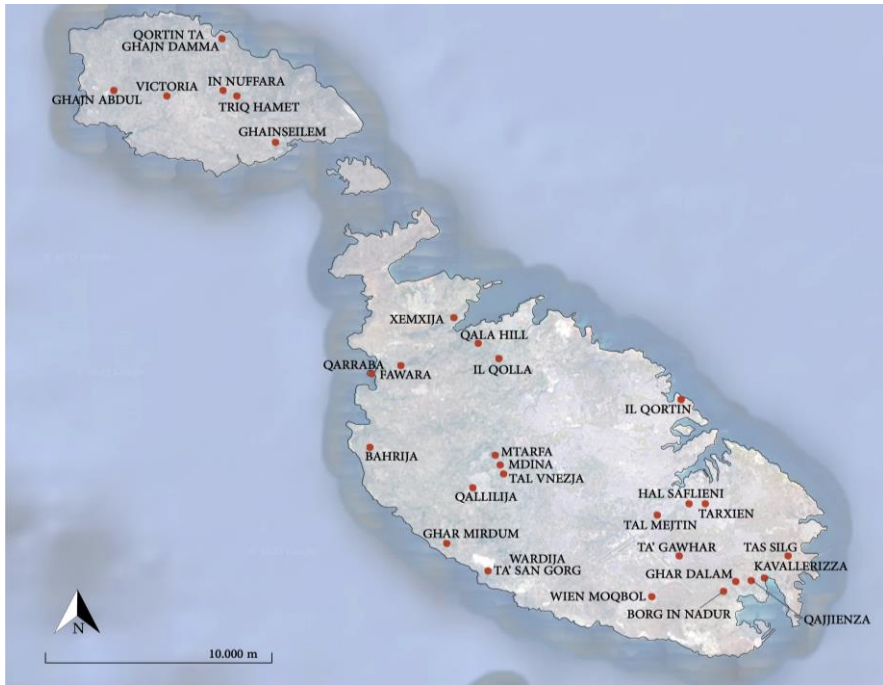 QORTIN TA
GHAJN DAMMA
GHAJN ABDUL
VICTORIA
IN NUFFARA
TRIQ HAMET
GHAINSEILEM
XEMXIJA
QALA HILL
IL QOLLA
QARRABA
FAWARA
IL QORTIN
BAHRIJA
MTARFA
MDINA
TAL VNEZJA
QALLILIJA
HAL SAFLIENI
TARXIEN
TAL MEJTIN
GHAR MIRDUM
WARDIJA
TA' SAN GORG
TA' GAWHAR
TAS SILG
GHAR DALAM
KAVALLERIZZA
WIEN MOQBOL
BORG IN NADUR
QAJJIENZA
N
10.000 m